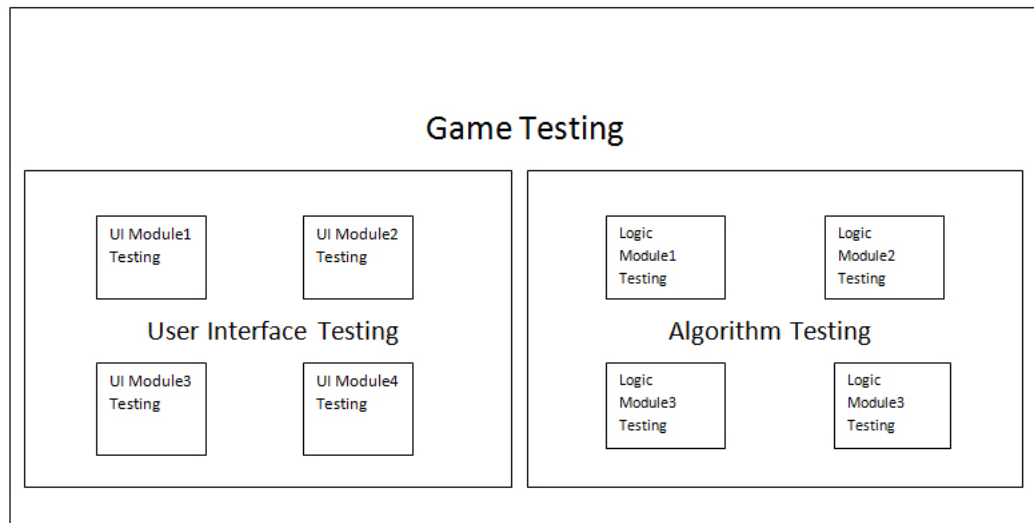 Game Testing
UI Module1
Testing
UI Module2
Testing
User Interface Testing
UI Module3
Testing
UI Module4
Testing
Logic
Module1
Testing
Logic
Module2
Testing
Algorithm Testing
Logic
Module3
Testing
Logic
Module3
Testing